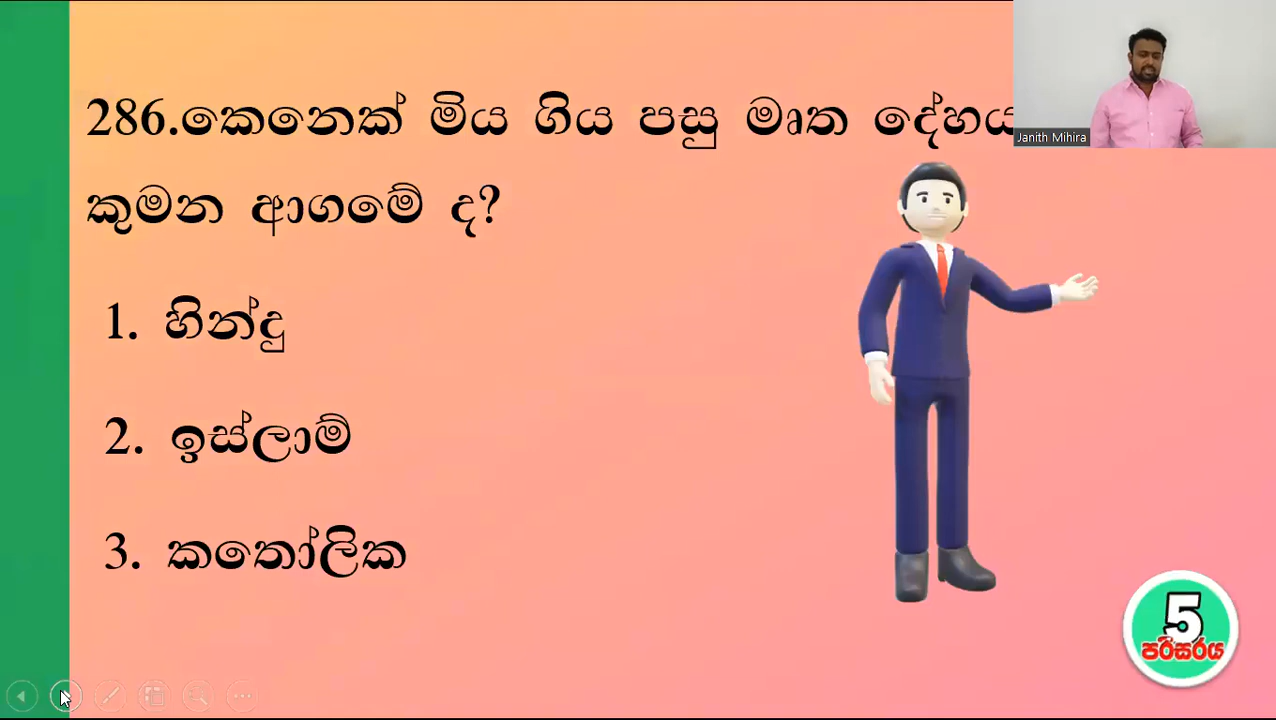 286.කෙනෙක් මිය ගිය පසු මෘත දේහය
කුමන ආගමේ ද?
1. හින්දු
2. ඉස්ලාම්
3. කතෝලික
Janith Mihira
5
පරිසරය